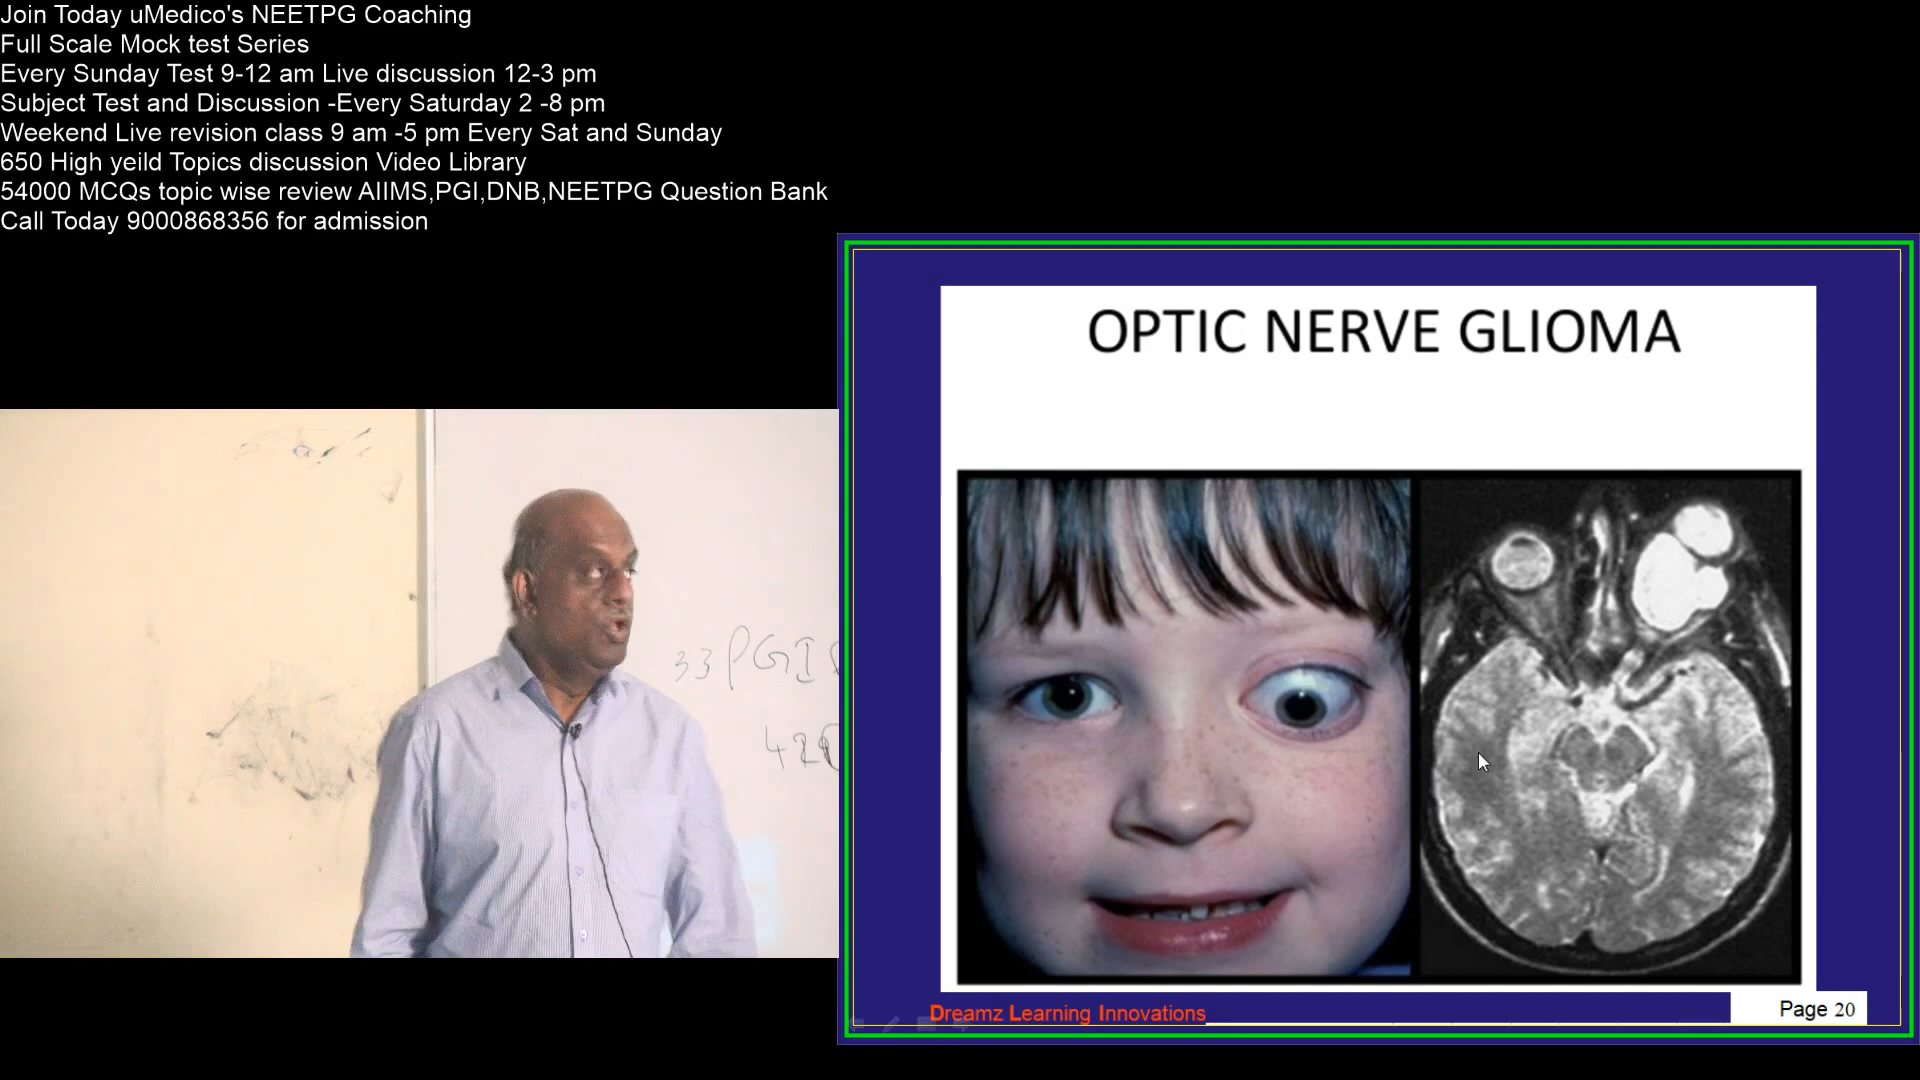 Join Today uMedico's NEETPG Coaching
Full Scale Mock test Series
Every Sunday Test 9-12 am Live discussion 12-3 pm
Subject Test and Discussion -Every Saturday 2 -8 pm
Weekend Live revision class 9 am -5 pm Every Sat and Sunday
650 High yeild Topics discussion Video Library
54000 MCQs topic wise review AIIMS,PGI,DNB,NEETPG Question Bank
Call Today 9000868356 for admission
OPTIC NERVE GLIOMA
33 PGI
Dreamz Learning Innovations
Page 20